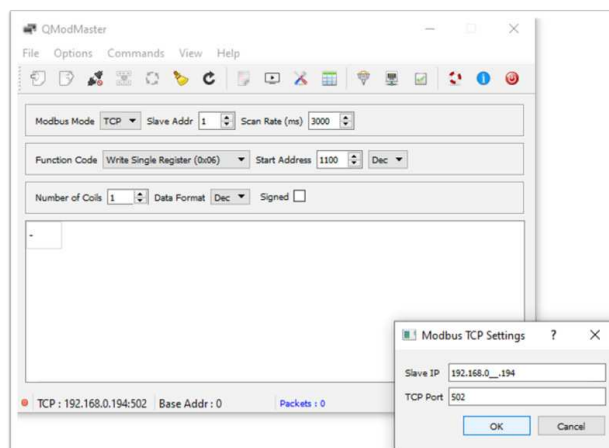 QModMaster
File Options Commands View Help
Modbus Mode TCP Slave Addr 1 Scan Rate (ms) 3000
Function Code Write Single Register (0x06) Start Address 1100 Dec
Number of Coils 1 Data Format Dec Signed
-
Modbus TCP Settings ? X
Slave IP 192.168.0__.194
TCP Port 502
OK Cancel
TCP : 192.168.0.194:502 Base Addr : 0 Packets : 0